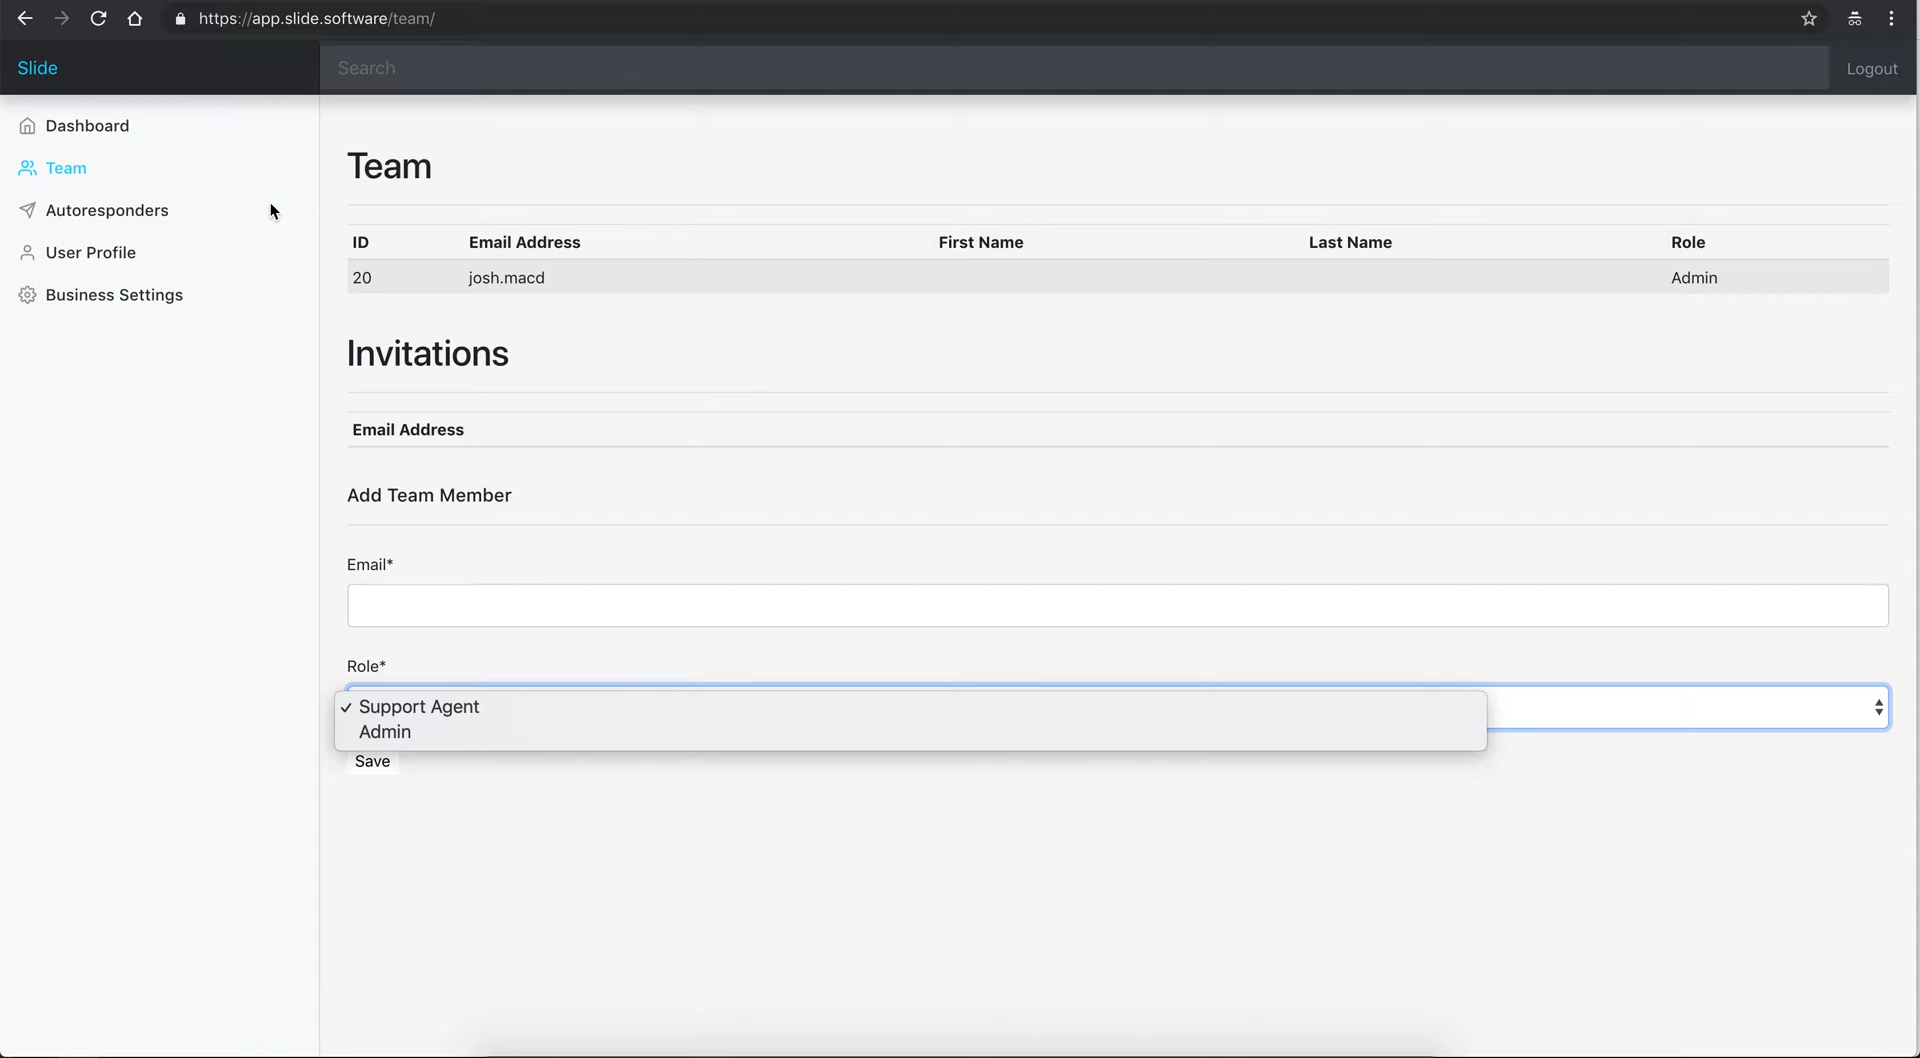 https://app.slide.software/team/
Slide
Search
Logout
Dashboard
Team
Autoresponders
User Profile
Business Settings
Team
ID Email Address First Name Last Name Role
20 josh.macd Admin
Invitations
Email Address
Add Team Member
Email*
Role*
✓ Support Agent
Admin
Save